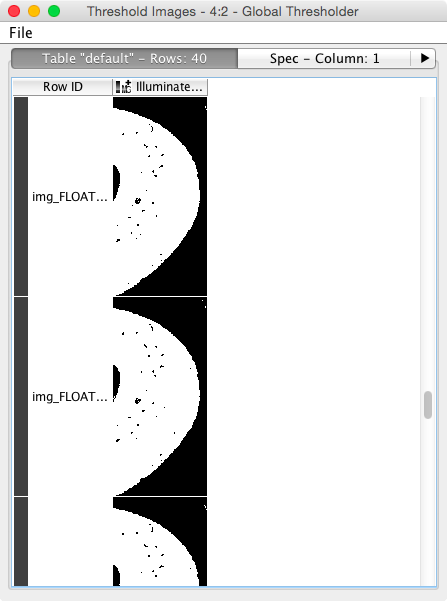 Threshold Images - 4:2 - Global Thresholder
File
Table "default" - Rows: 40
Spec - Column: 1
Row ID
Illuminate...
img_FLOAT...
img_FLOAT...